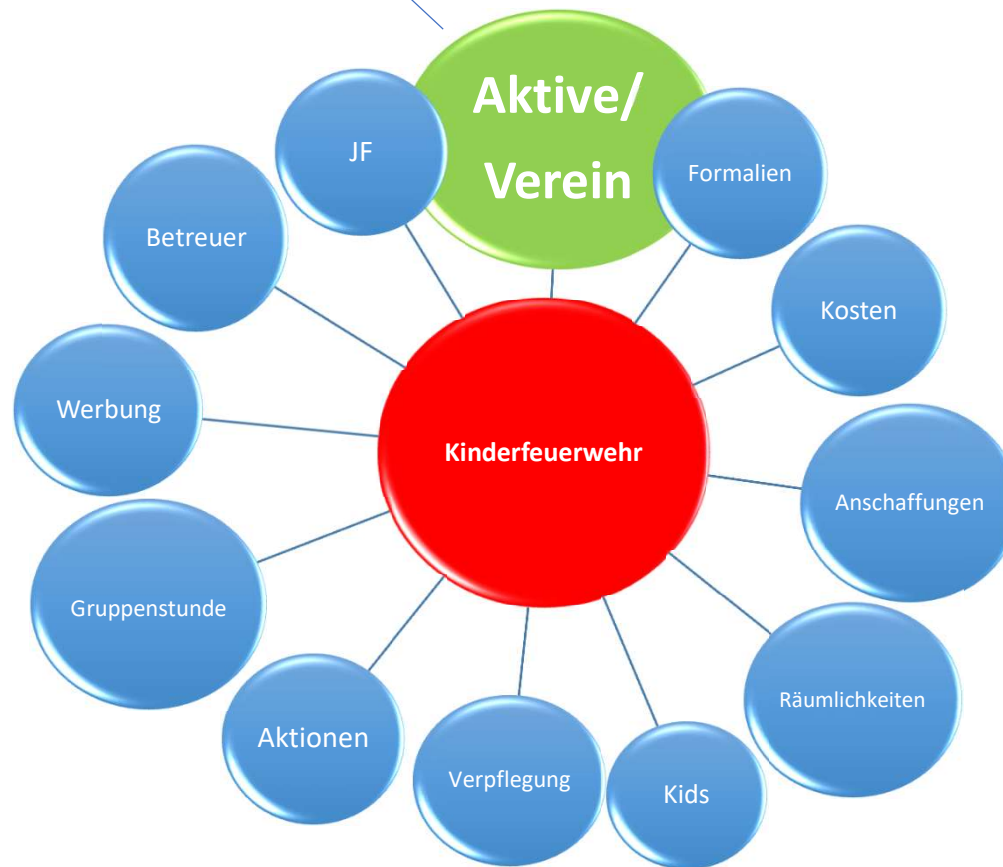 Aktive/
Verein
JF
Formalien
Betreuer
Kosten
Werbung
Kinderfeuerwehr
Anschaffungen
Gruppenstunde
Räumlichkeiten
Aktionen
Verpflegung
Kids